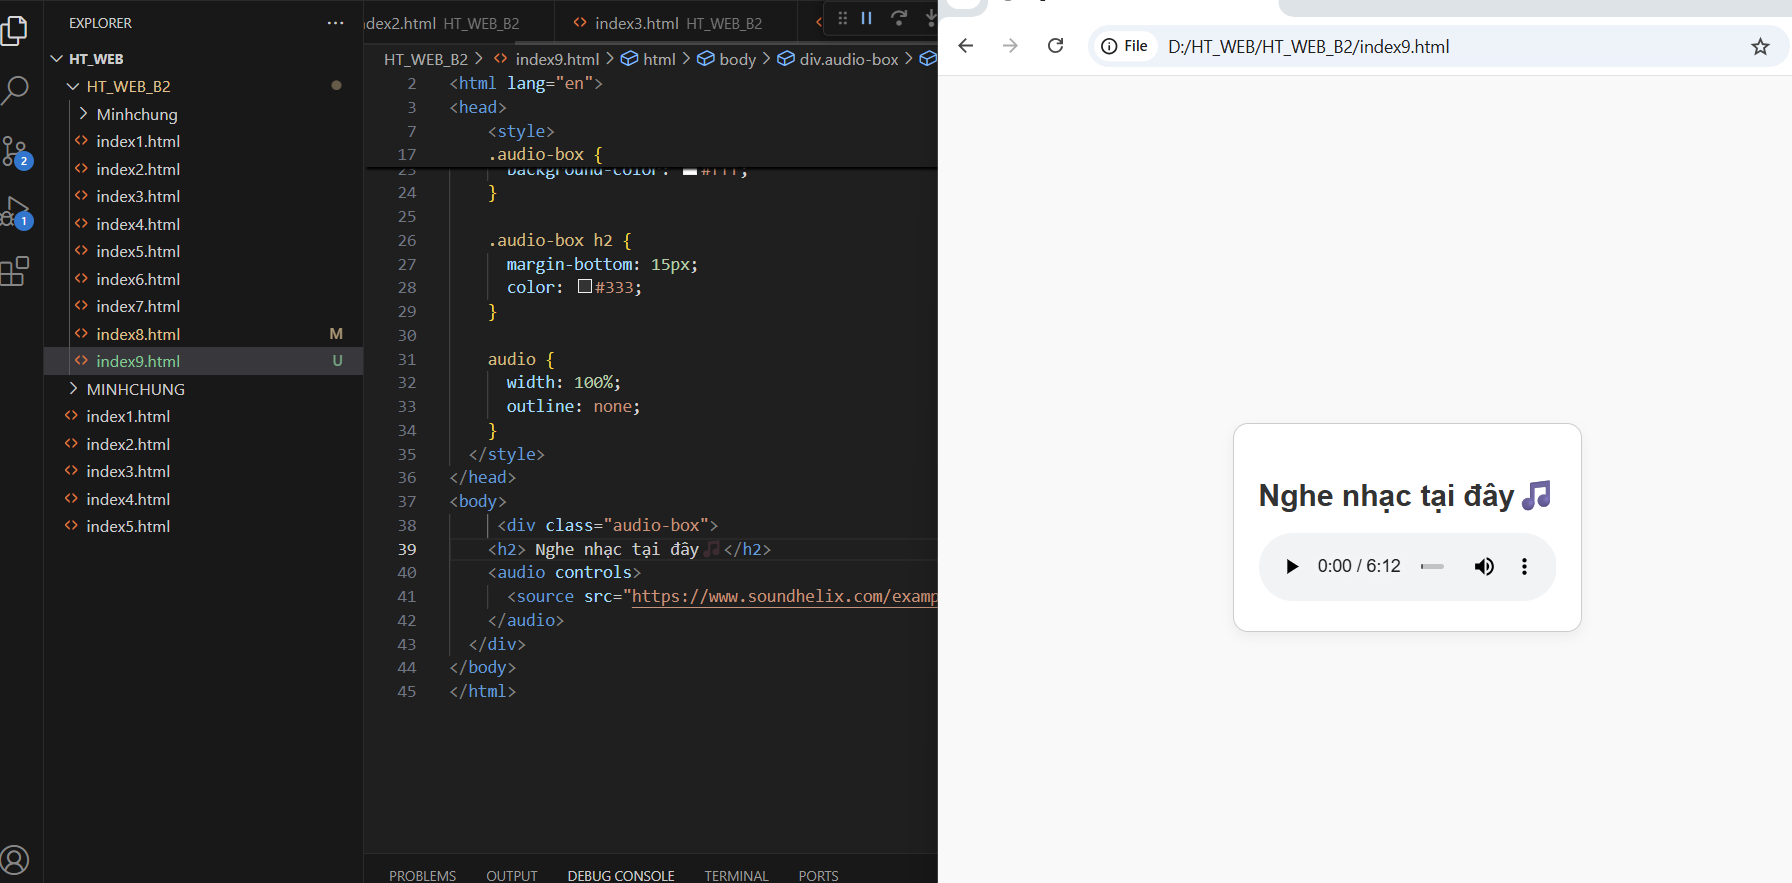 EXPLORER
HT_WEB
HT_WEB_B2
Minhchung
index1.html
index2.html
index3.html
index4.html
index5.html
index6.html
index7.html
index8.html M
index9.html U
MINHCHUNG
index1.html
index2.html
index3.html
index4.html
index5.html
2
1
dex2.html HT_WEB_B2
index3.html HT_WEB_B2
HT_WEB_B2 > index9.html > html > body > div.audio-box >
2 <html lang="en">
3 <head>
7 <style>
17 .audio-box {
23 background-color: #fff;
24 }
25
26 .audio-box h2 {
27 margin-bottom: 15px;
28 color: #333;
29 }
30
31 audio {
32 width: 100%;
33 outline: none;
34 }
35 </style>
36 </head>
37 <body>
38 <div class="audio-box">
39 <h2> Nghe nhạc tại đây🎵</h2>
40 <audio controls>
41 <source src="https://www.soundhelix.com/examp
42 </audio>
43 </div>
44 </body>
45 </html>
PROBLEMS OUTPUT DEBUG CONSOLE TERMINAL PORTS
File D:/HT_WEB/HT_WEB_B2/index9.html
Nghe nhạc tại đây🎵
0:00 / 6:12